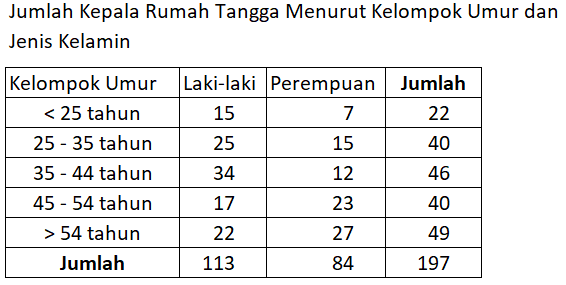 Jumlah Kepala Rumah Tangga Menurut Kelompok Umur dan
Jenis Kelamin
Kelompok Umur Laki-laki Perempuan Jumlah
< 25 tahun 15 7 22
25 - 35 tahun 25 15 40
35 - 44 tahun 34 12 46
45 - 54 tahun 17 23 40
> 54 tahun 22 27 49
Jumlah 113 84 197